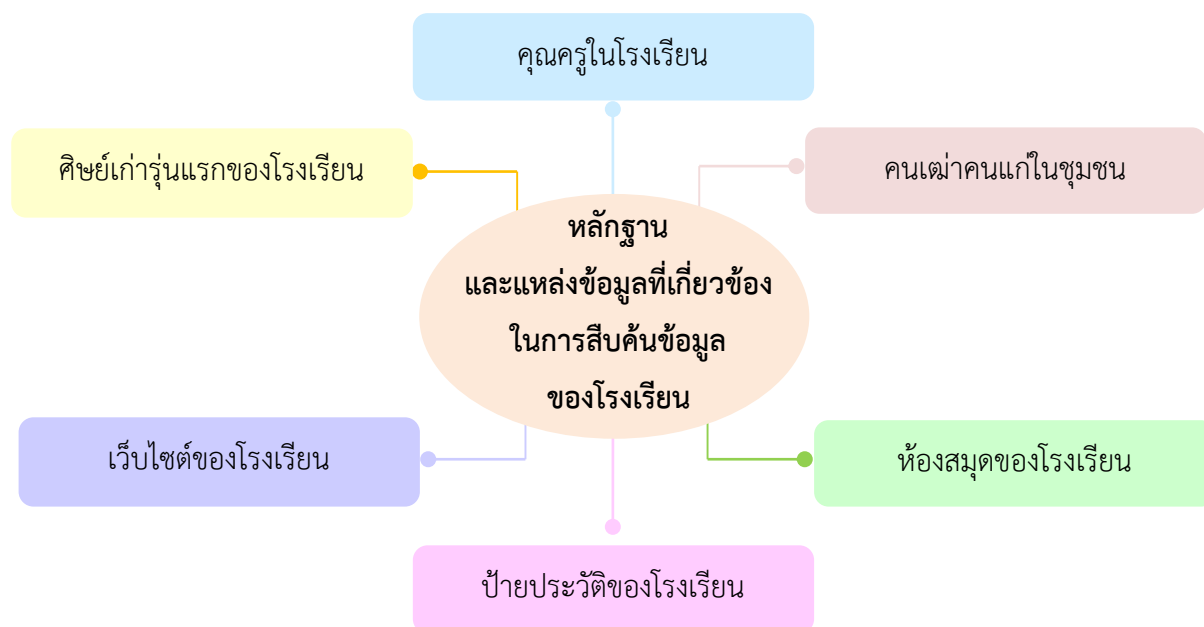 คุณครูในโรงเรียน
ศิษย์เก่ารุ่นแรกของโรงเรียน
คนเฒ่าคนแก่ในชุมชน
หลักฐาน
และแหล่งข้อมูลที่เกี่ยวข้อง
ในการสืบค้นข้อมูล
ของโรงเรียน
เว็บไซต์ของโรงเรียน
ห้องสมุดของโรงเรียน
ป้ายประวัติของโรงเรียน